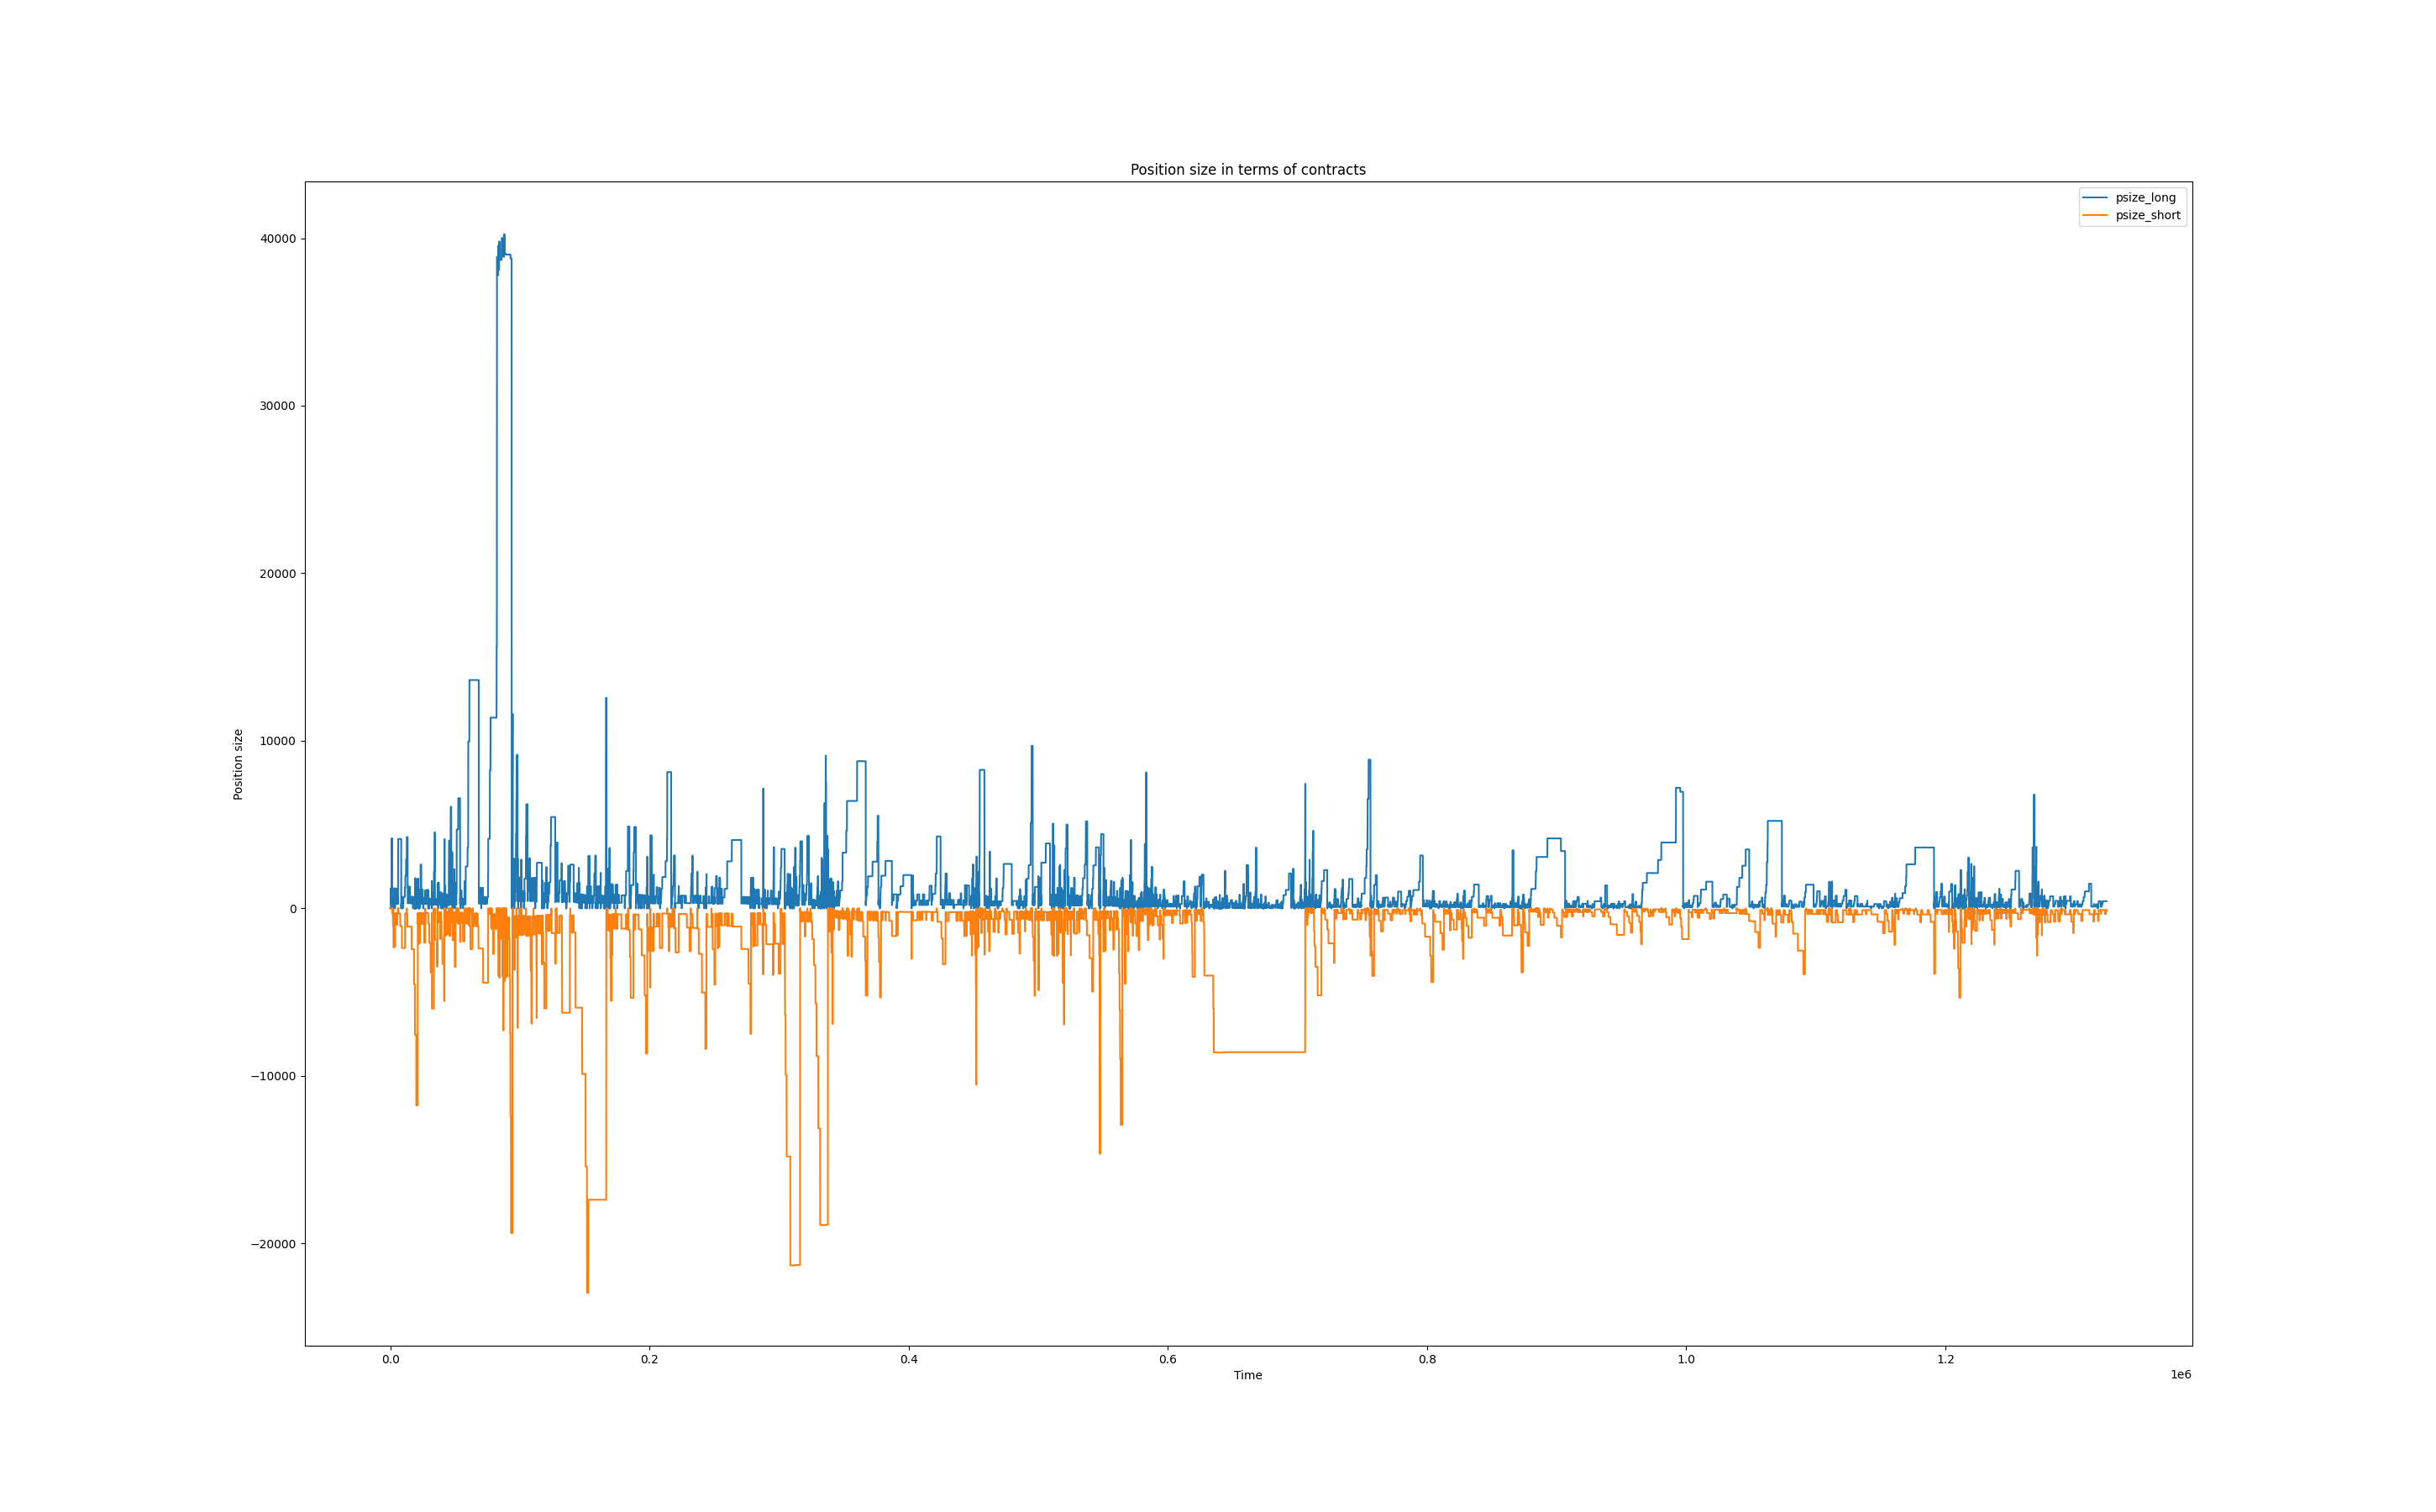 Position size in terms of contracts
psize_long
psize_short
40000
30000
20000
10000
0
−10000
−20000
Position size
0.0
0.2
0.4
0.6
0.8
1.0
1.2
1e6
Time